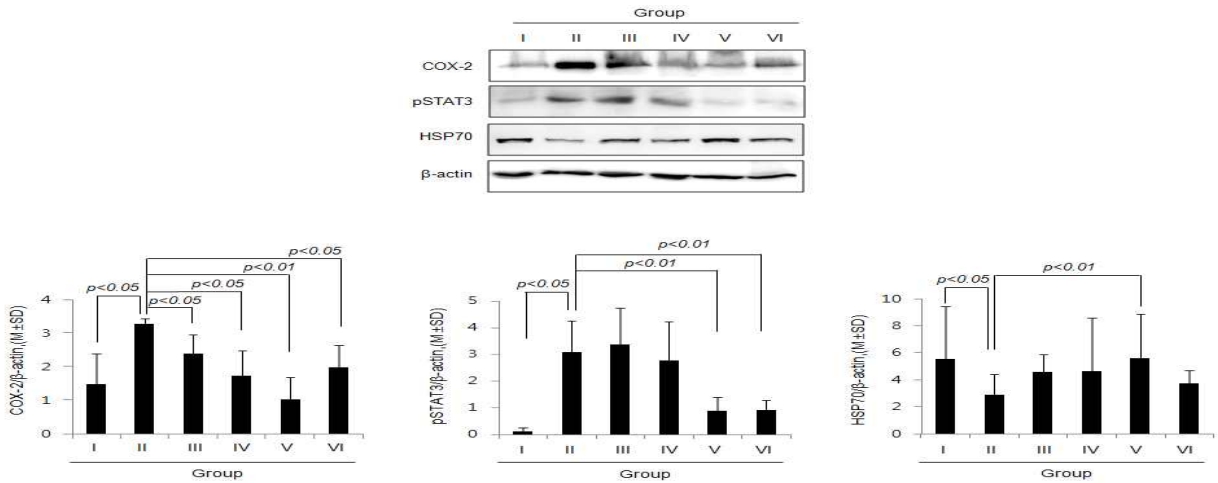 Group
I II III IV V VI
COX-2
pSTAT3
HSP70
β-actin
p<0.05
p<0.01
p<0.05 p<0.05
p<0.05
COX-2/β-actin,(M±SD)
4
3
2
1
0
I II III IV V VI
Group
p<0.01
p<0.01
p<0.05
pSTAT3/β-actin,(M±SD)
5
4
3
2
1
0
I II III IV V VI
Group
p<0.05 p<0.01
HSP70/β-actin,(M±SD)
10
8
6
4
2
0
I II III IV V VI
Group